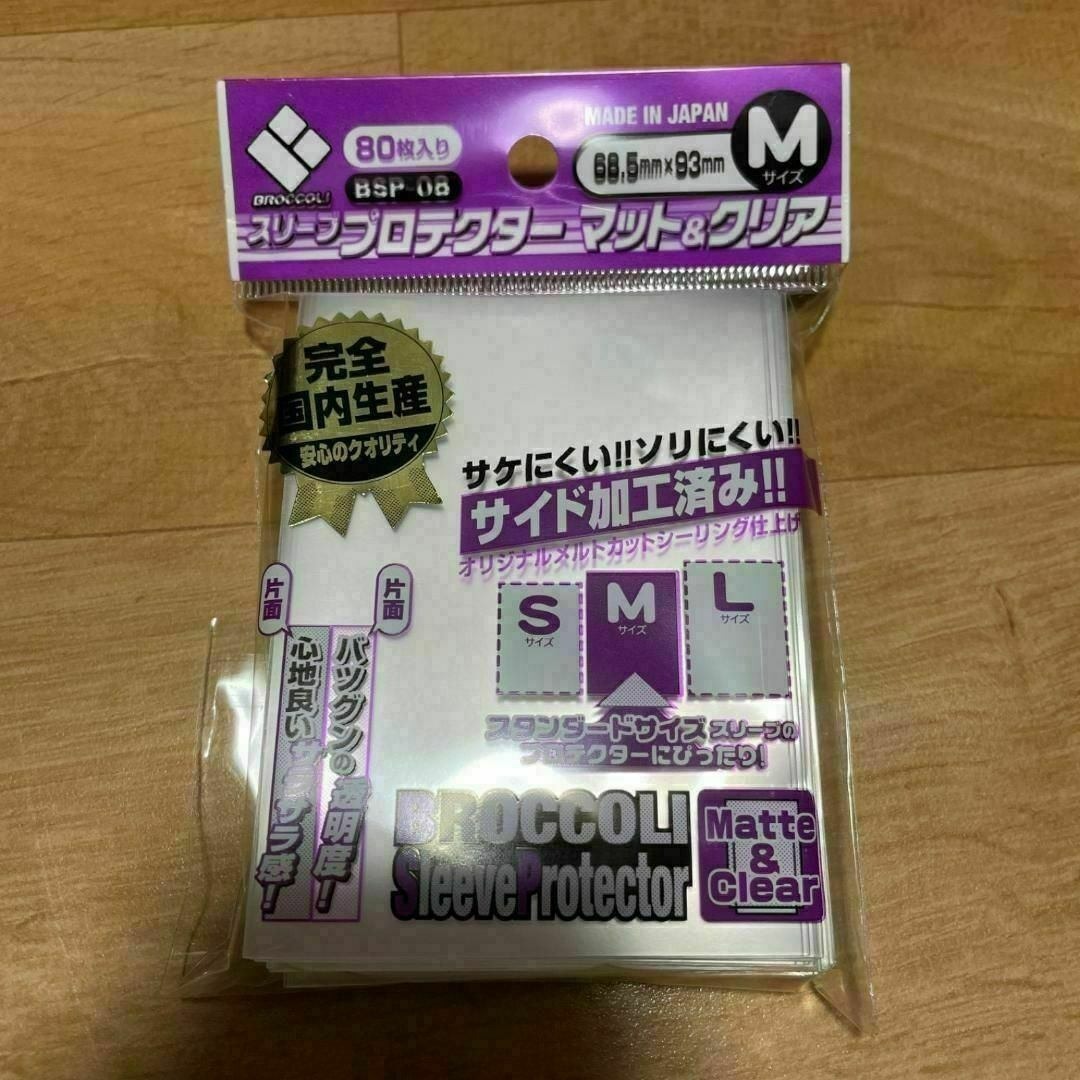 80枚入り
BSP-08
BROCCOLI
MADE IN JAPAN
68.5mm×93mm
M
サイズ
スリーブプロテクター マット&クリア
完全
国内生産
安心のクオリティ
サケにくい!!ソリにくい!!
サイド加工済み!!
オリジナルメルトカットシーリング仕上げ
S
サイズ
M
サイズ
L
サイズ
スタンダードサイズ スリーブの
プロテクターにぴったり!
片面
バツグンの透明度!
片面
心地良いサラサラ感!
BROCCOLI
SleeveProtector
Matte
&
Clear